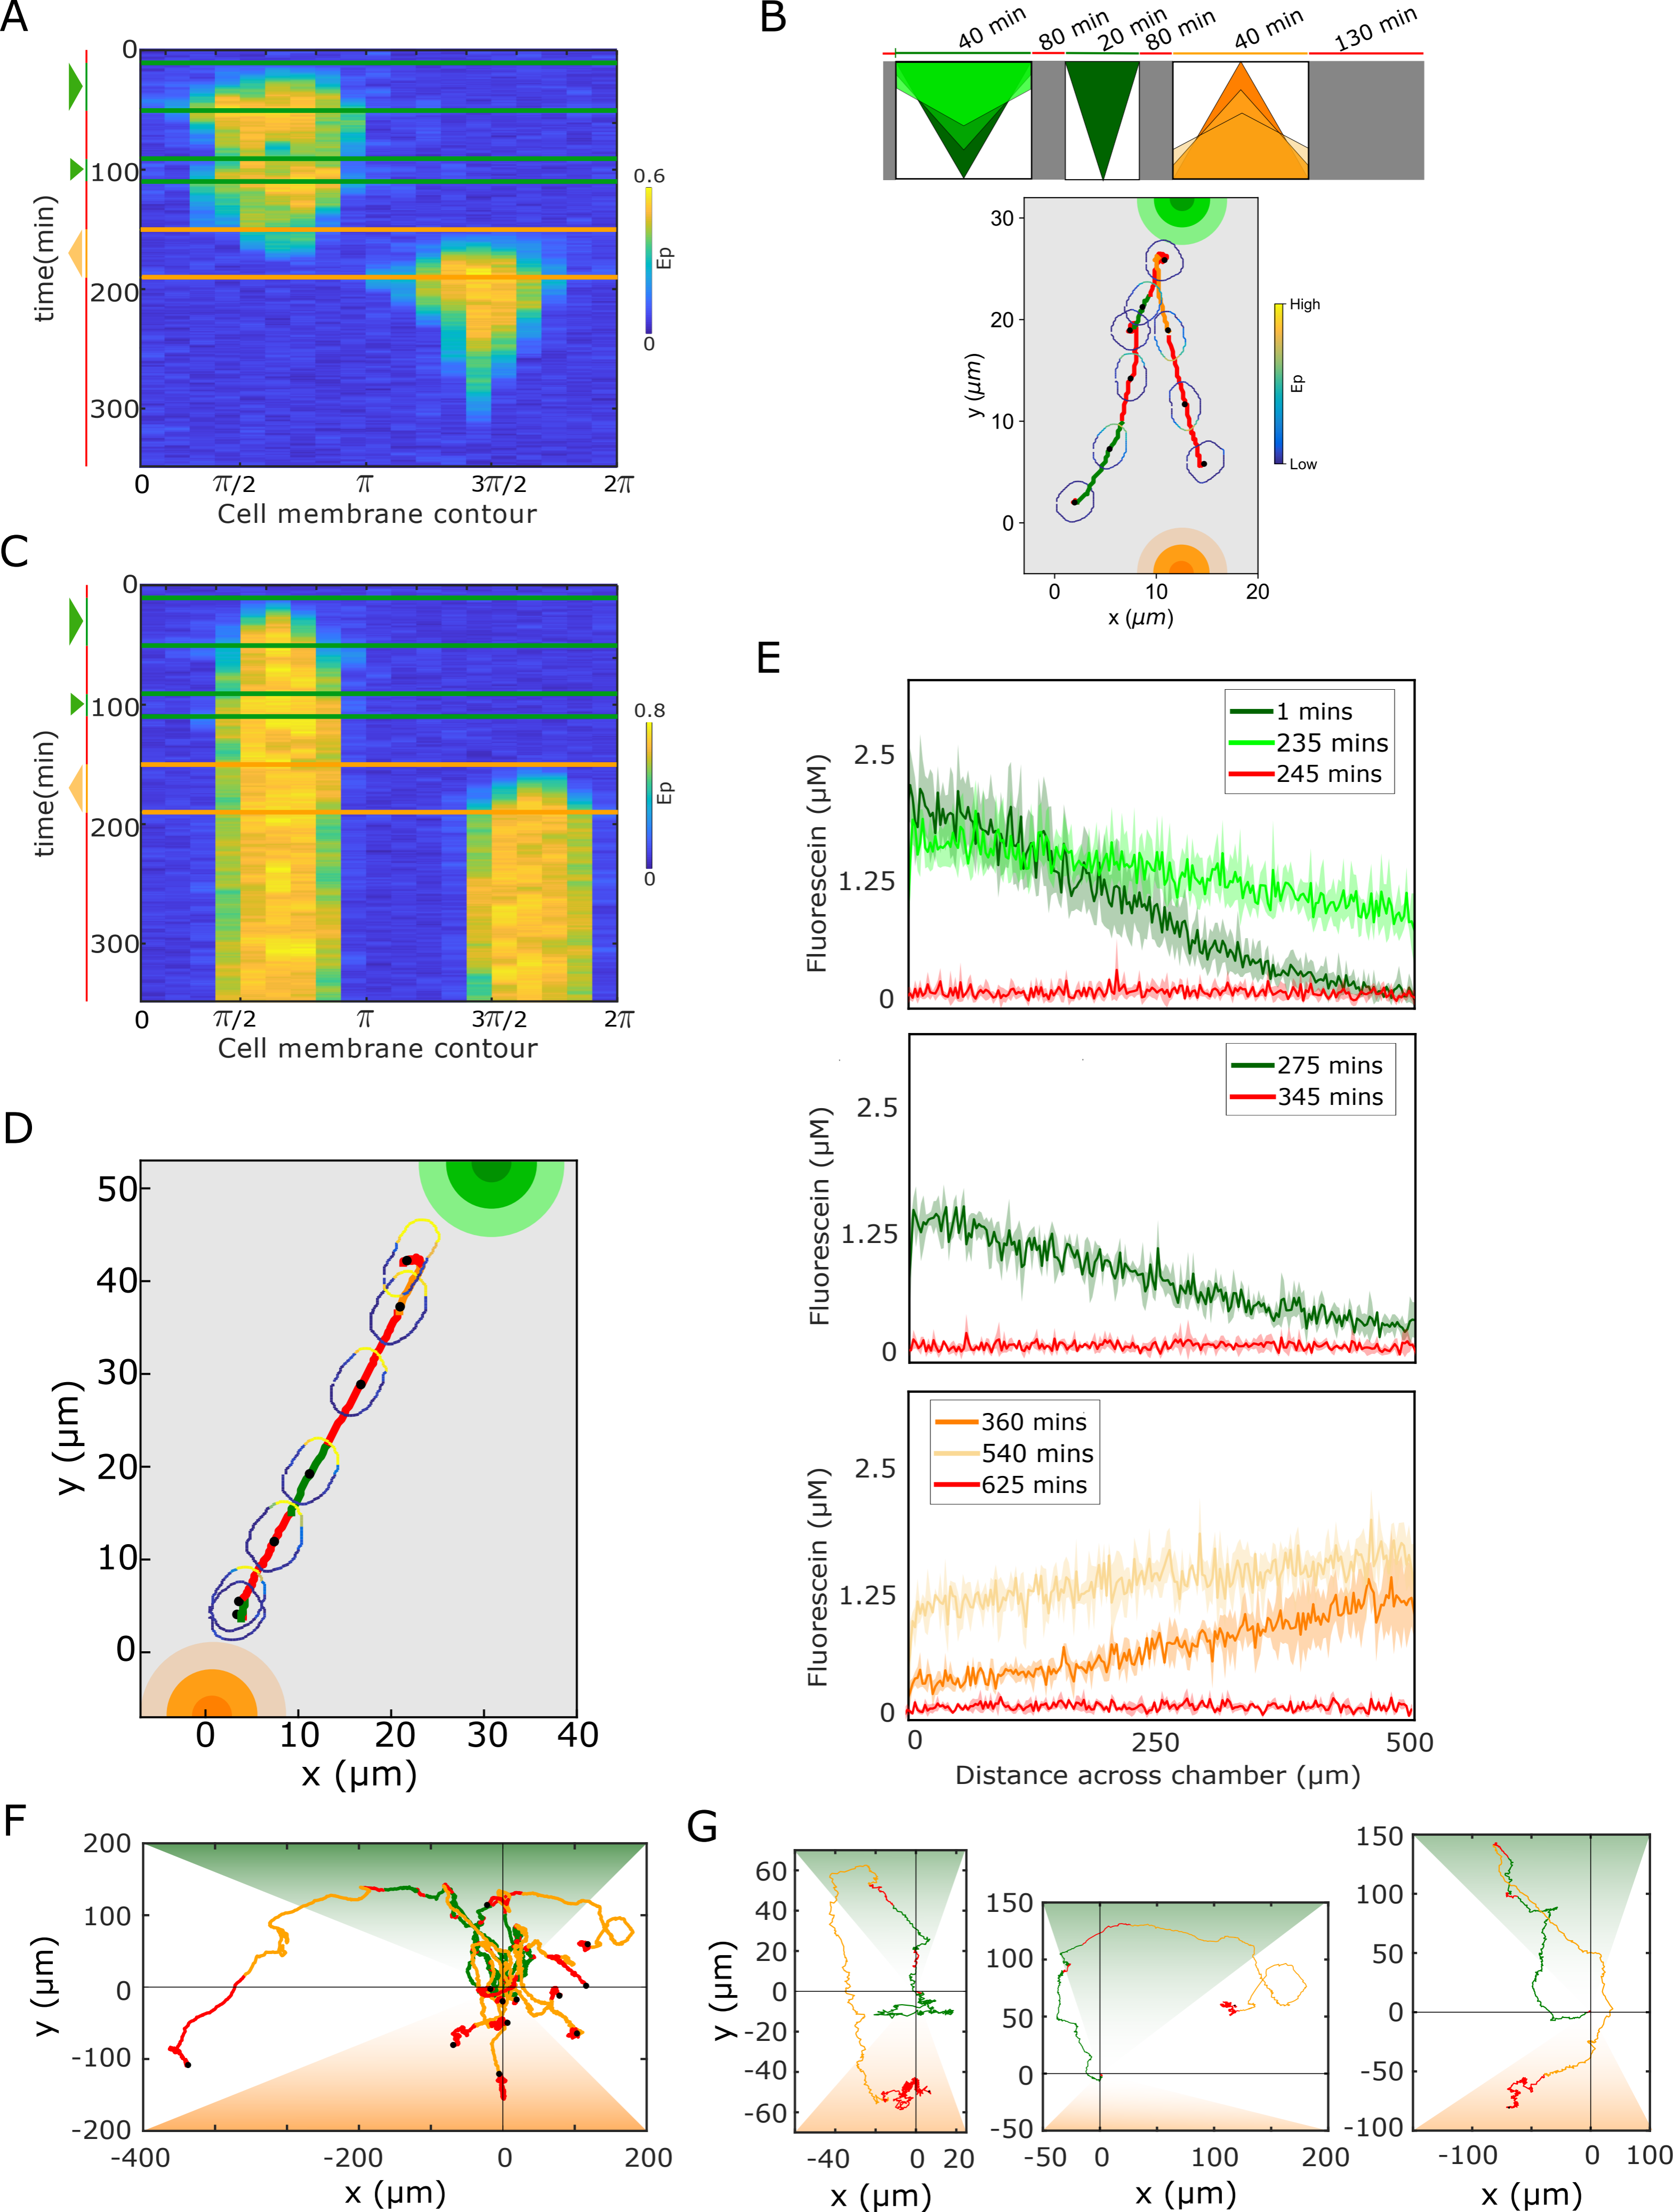 A
0
100
200
300
time(min)
0 π/2 π 3π/2 2π
Cell membrane contour
0.6
Ep
0
B
40 min 80 min 20 min 80 min 40 min 130 min
30
20
10
0
y (μm)
0 10 20
x (μm)
High
Ep
Low
C
0
100
200
300
time(min)
0 π/2 π 3π/2 2π
Cell membrane contour
0.8
Ep
0
D
50
40
30
20
10
0
y (μm)
0 10 20 30 40
x (μm)
E
1 mins
235 mins
245 mins
2.5
1.25
0
Fluorescein (μM)
275 mins
345 mins
2.5
1.25
0
Fluorescein (μM)
360 mins
540 mins
625 mins
2.5
1.25
0
Fluorescein (μM)
0 250 500
Distance across chamber (μm)
F
200
100
0
-100
-200
y (μm)
-400 -200 0 200
x (μm)
G
60
40
20
0
-20
-40
-60
y (μm)
-40 0 20
x (μm)
150
100
50
0
-50
-50 0 100 200
x (μm)
150
100
50
0
-50
-100
-100 0 100
x (μm)